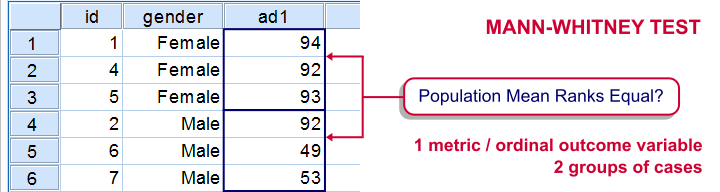 id gender ad1
1 1 Female 94
2 4 Female 92
3 5 Female 93
4 2 Male 92
5 6 Male 49
6 7 Male 53
MANN-WHITNEY TEST
Population Mean Ranks Equal?
1 metric / ordinal outcome variable
2 groups of cases